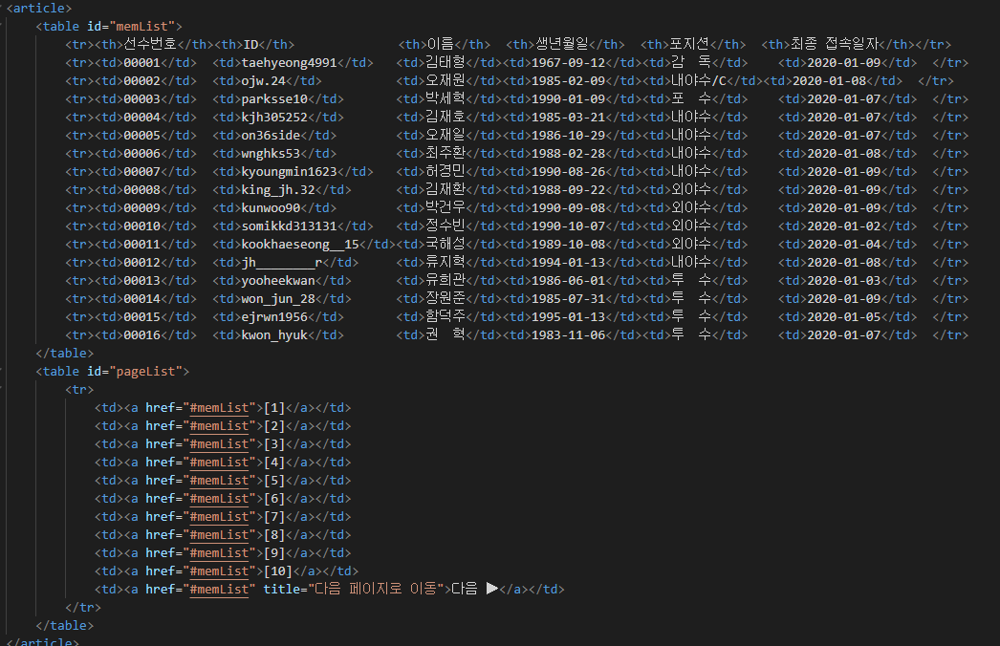 <article>
<table id="memList">
<tr><th>선수번호</th><th>ID</th> <th>이름</th> <th>생년월일</th> <th>포지션</th> <th>최종 접속일자</th></tr>
<tr><td>00001</td> <td>taehyeong4991</td> <td>김태형</td><td>1967-09-12</td><td>감 독</td> <td>2020-01-09</td> </tr>
<tr><td>00002</td> <td>ojw.24</td> <td>오재원</td><td>1985-02-09</td><td>내야수/C</td><td>2020-01-08</td> </tr>
<tr><td>00003</td> <td>parksse10</td> <td>박세혁</td><td>1990-01-09</td><td>포 수</td> <td>2020-01-07</td> </tr>
<tr><td>00004</td> <td>kjh305252</td> <td>김재호</td><td>1985-03-21</td><td>내야수</td> <td>2020-01-07</td> </tr>
<tr><td>00005</td> <td>on36side</td> <td>오재일</td><td>1986-10-29</td><td>내야수</td> <td>2020-01-07</td> </tr>
<tr><td>00006</td> <td>wnghks53</td> <td>최주환</td><td>1988-02-28</td><td>내야수</td> <td>2020-01-08</td> </tr>
<tr><td>00007</td> <td>kyoungmin1623</td> <td>허경민</td><td>1990-08-26</td><td>내야수</td> <td>2020-01-09</td> </tr>
<tr><td>00008</td> <td>king_jh.32</td> <td>김재환</td><td>1988-09-22</td><td>외야수</td> <td>2020-01-09</td> </tr>
<tr><td>00009</td> <td>kunwoo90</td> <td>박건우</td><td>1990-09-08</td><td>외야수</td> <td>2020-01-09</td> </tr>
<tr><td>00010</td> <td>somikkd313131</td> <td>정수빈</td><td>1990-10-07</td><td>외야수</td> <td>2020-01-02</td> </tr>
<tr><td>00011</td> <td>kookhaeseong__15</td><td>국해성</td><td>1989-10-08</td><td>외야수</td> <td>2020-01-04</td> </tr>
<tr><td>00012</td> <td>jh________r</td> <td>류지혁</td><td>1994-01-13</td><td>내야수</td> <td>2020-01-08</td> </tr>
<tr><td>00013</td> <td>yooheekwan</td> <td>유희관</td><td>1986-06-01</td><td>투 수</td> <td>2020-01-03</td> </tr>
<tr><td>00014</td> <td>won_jun_28</td> <td>장원준</td><td>1985-07-31</td><td>투 수</td> <td>2020-01-09</td> </tr>
<tr><td>00015</td> <td>ejrwn1956</td> <td>함덕주</td><td>1995-01-13</td><td>투 수</td> <td>2020-01-05</td> </tr>
<tr><td>00016</td> <td>kwon_hyuk</td> <td>권 혁</td><td>1983-11-06</td><td>투 수</td> <td>2020-01-07</td> </tr>
</table>
<table id="pageList">
<tr>
<td><a href="#memList">[1]</a></td>
<td><a href="#memList">[2]</a></td>
<td><a href="#memList">[3]</a></td>
<td><a href="#memList">[4]</a></td>
<td><a href="#memList">[5]</a></td>
<td><a href="#memList">[6]</a></td>
<td><a href="#memList">[7]</a></td>
<td><a href="#memList">[8]</a></td>
<td><a href="#memList">[9]</a></td>
<td><a href="#memList">[10]</a></td>
<td><a href="#memList" title="다음 페이지로 이동">다음 ▶</a></td>
</tr>
</table>
</article>